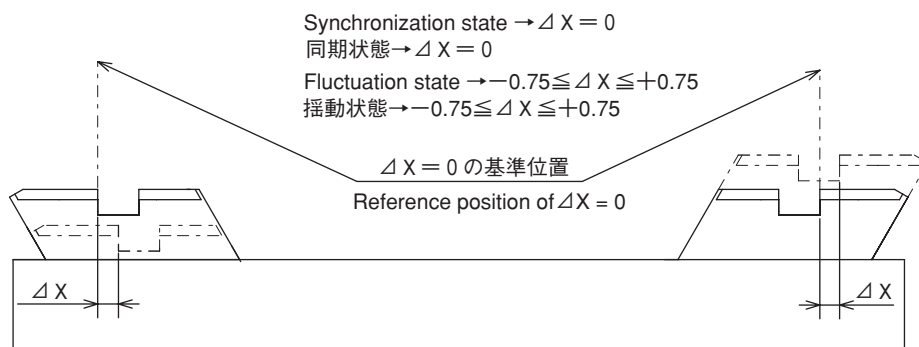 Synchronization state →⊿ X = 0
同期状態→⊿ X = 0
Fluctuation state →−0.75≦⊿ X ≦+0.75
揺動状態→−0.75≦⊿ X ≦+0.75
⊿ X = 0 の基準位置
Reference position of ⊿X = 0
⊿ X
⊿ X